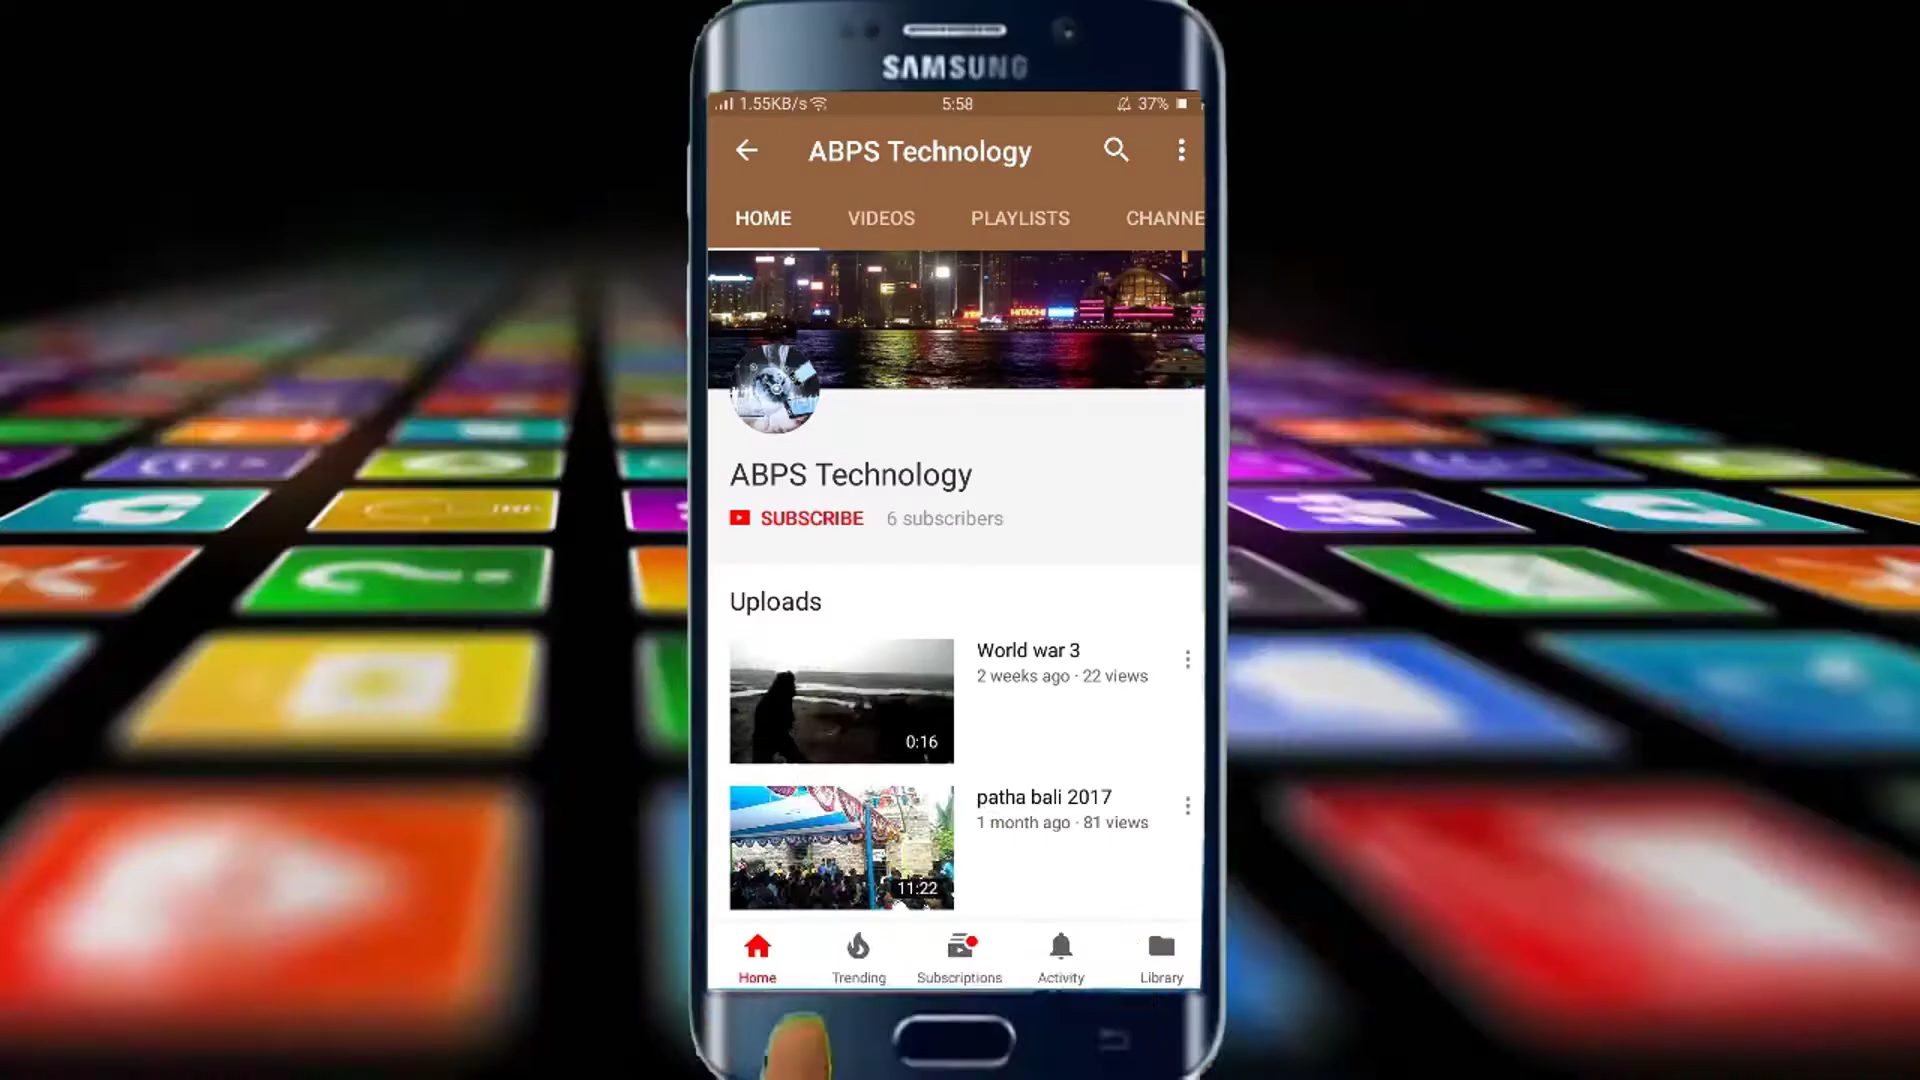 SAMSUNG
1.55KB/s 5:58 37%
ABPS Technology
HOME VIDEOS PLAYLISTS CHANNE
HITACHI
ABPS Technology
SUBSCRIBE 6 subscribers
Uploads
World war 3
2 weeks ago · 22 views
0:16
patha bali 2017
1 month ago · 81 views
11:22
Home Trending Subscriptions Activity Library